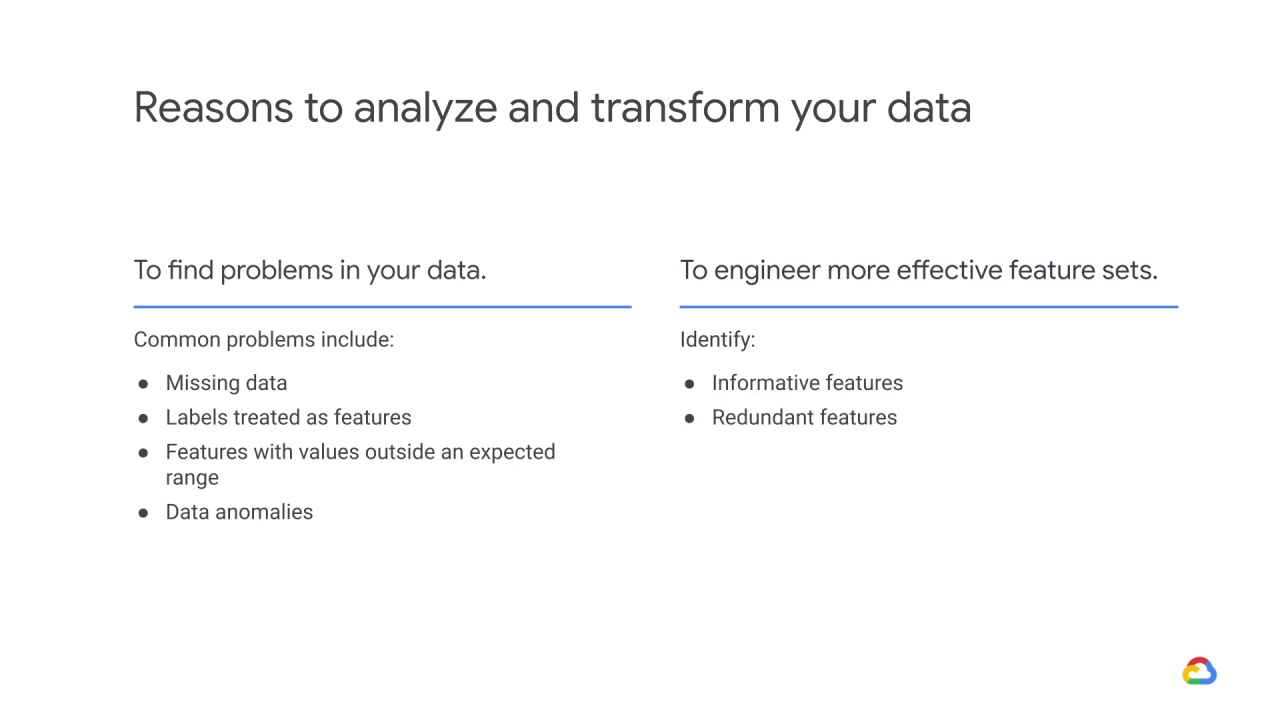 Reasons to analyze and transform your data
To find problems in your data.
Common problems include:
● Missing data
● Labels treated as features
● Features with values outside an expected
range
● Data anomalies
To engineer more effective feature sets.
Identify:
● Informative features
● Redundant features